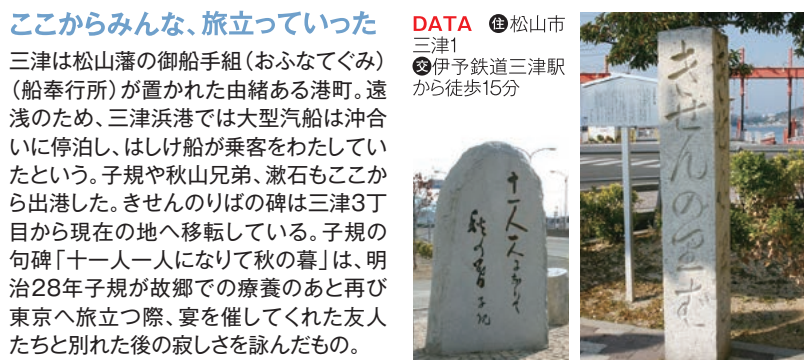 ここからみんな、旅立っていった
三津は松山藩の御船手組（おふなてぐみ）
（船奉行所）が置かれた由緒ある港町。遠
浅のため、三津浜港では大型汽船は沖合
いに停泊し、はしけ船が乗客をわたしてい
たという。子規や秋山兄弟、漱石もここか
ら出港した。きせんのりばの碑は三津3丁
目から現在の地へ移転している。子規の
句碑「十一人一人になりて秋の暮」は、明
治28年子規が故郷での療養のあと再び
東京へ旅立つ際、宴を催してくれた友人
たちと別れた後の寂しさを詠んだもの。
DATA 住松山市
三津1
交伊予鉄道三津駅
から徒歩15分
十一人一人になりて
秋の暮 子規
きせんのりば